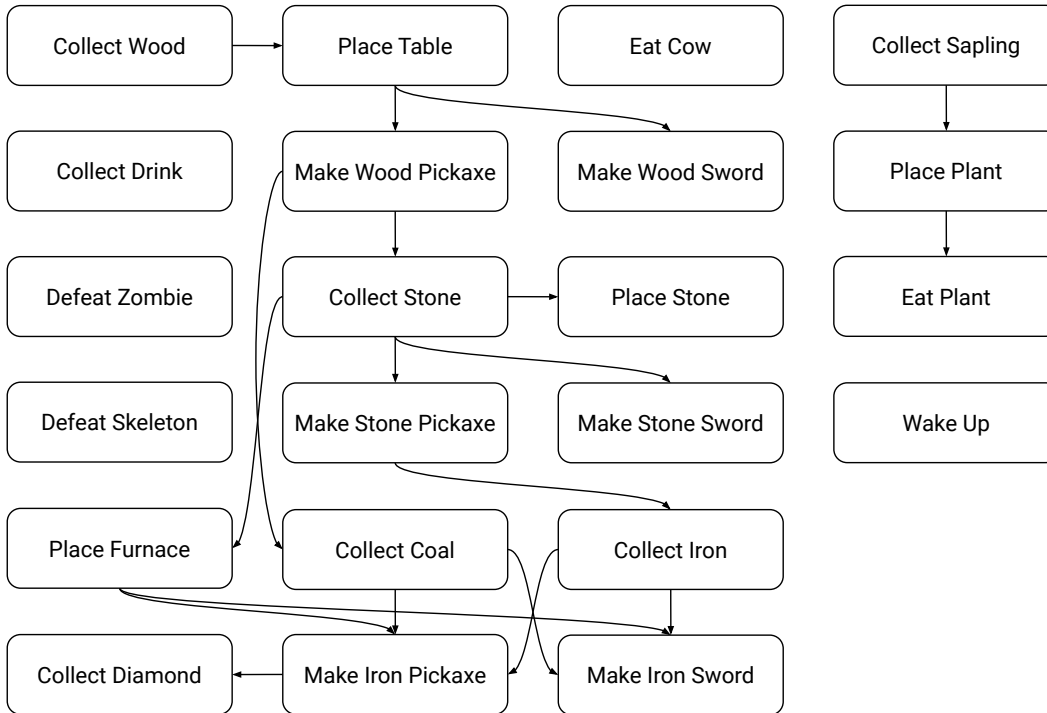 Collect Wood
Place Table
Eat Cow
Collect Sapling
Collect Drink
Make Wood Pickaxe
Make Wood Sword
Place Plant
Defeat Zombie
Collect Stone
Place Stone
Eat Plant
Defeat Skeleton
Make Stone Pickaxe
Make Stone Sword
Wake Up
Place Furnace
Collect Coal
Collect Iron
Collect Diamond
Make Iron Pickaxe
Make Iron Sword